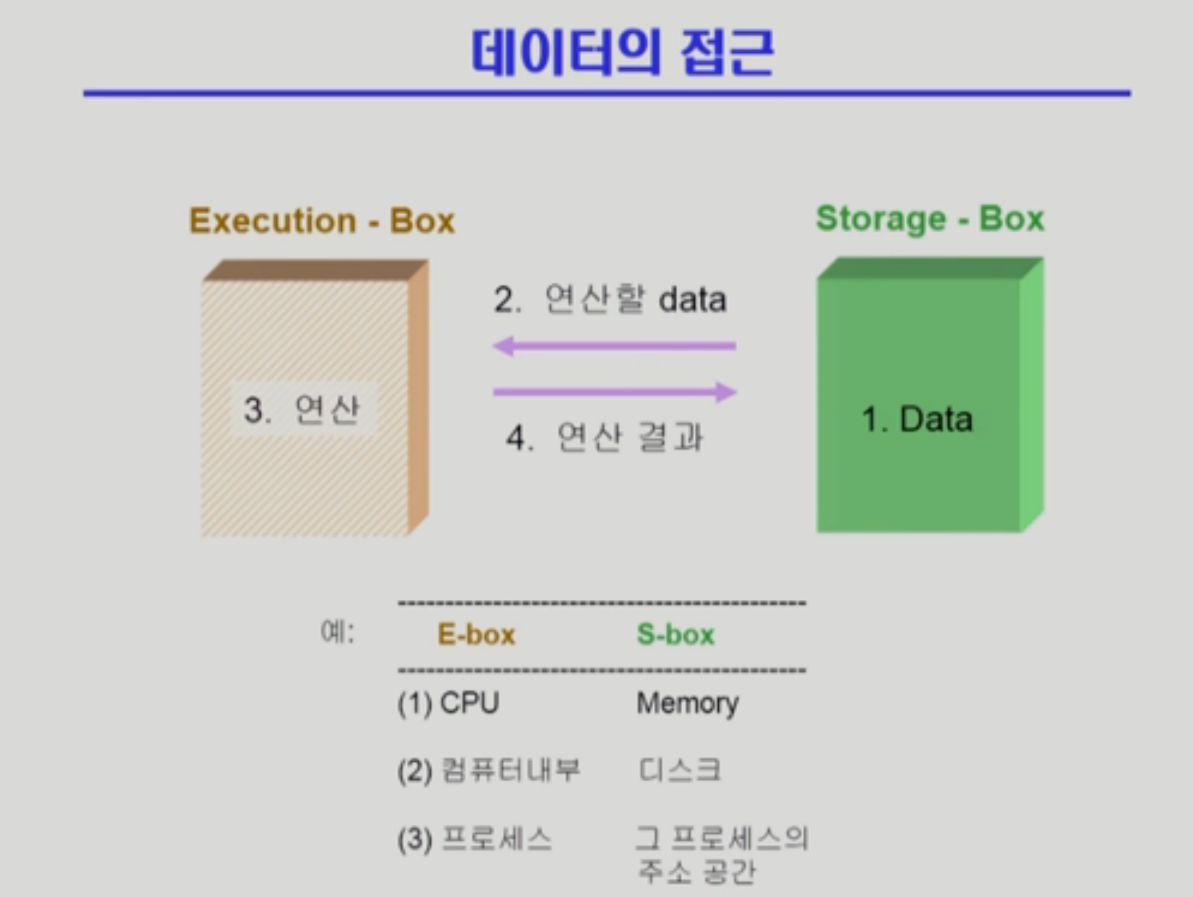 데이터의 접근
Execution - Box
Storage - Box
2. 연산할 data
3. 연산
1. Data
4. 연산 결과
예:
E-box S-box
(1) CPU Memory
(2) 컴퓨터내부 디스크
(3) 프로세스 그 프로세스의
주소 공간